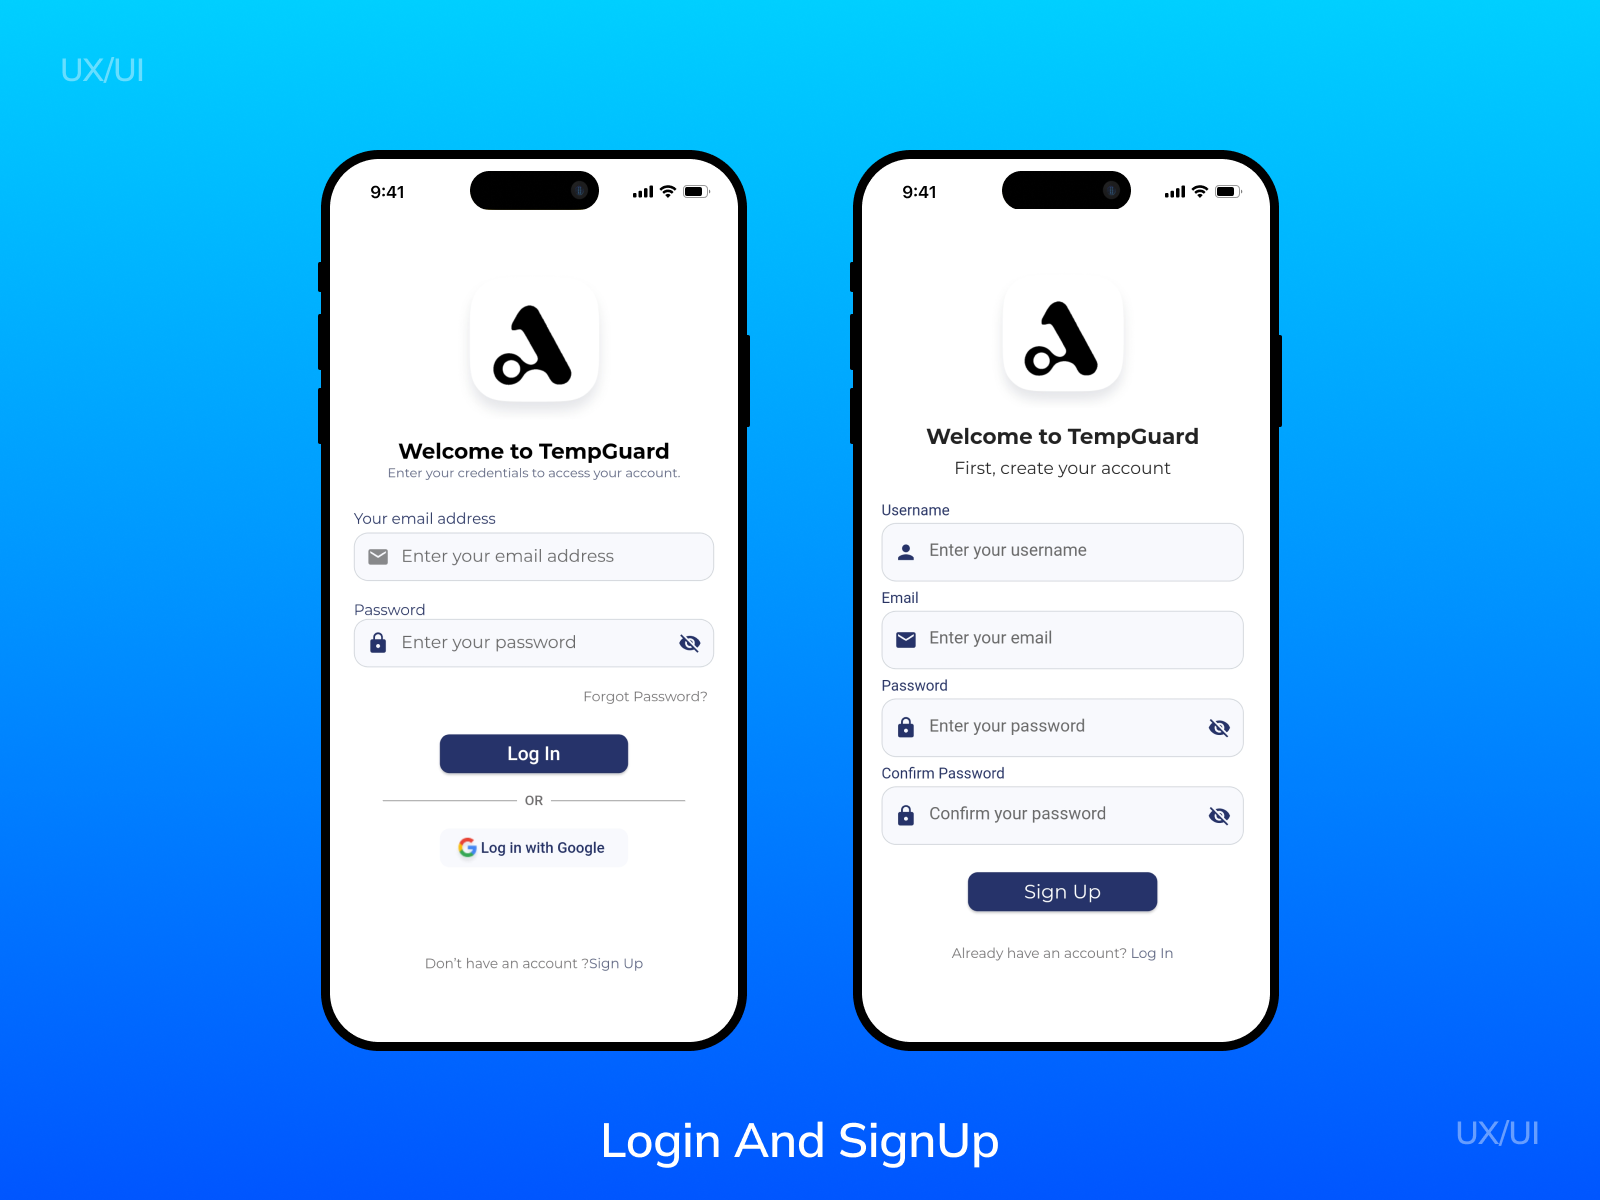 UX/UI
9:41
Welcome to TempGuard
Enter your credentials to access your account.
Your email address
Enter your email address
Password
Enter your password
Forgot Password?
Log In
OR
Log in with Google
Don't have an account ?Sign Up
9:41
Welcome to TempGuard
First, create your account
Username
Enter your username
Email
Enter your email
Password
Enter your password
Confirm Password
Confirm your password
Sign Up
Already have an account? Log In
Login And SignUp
UX/UI